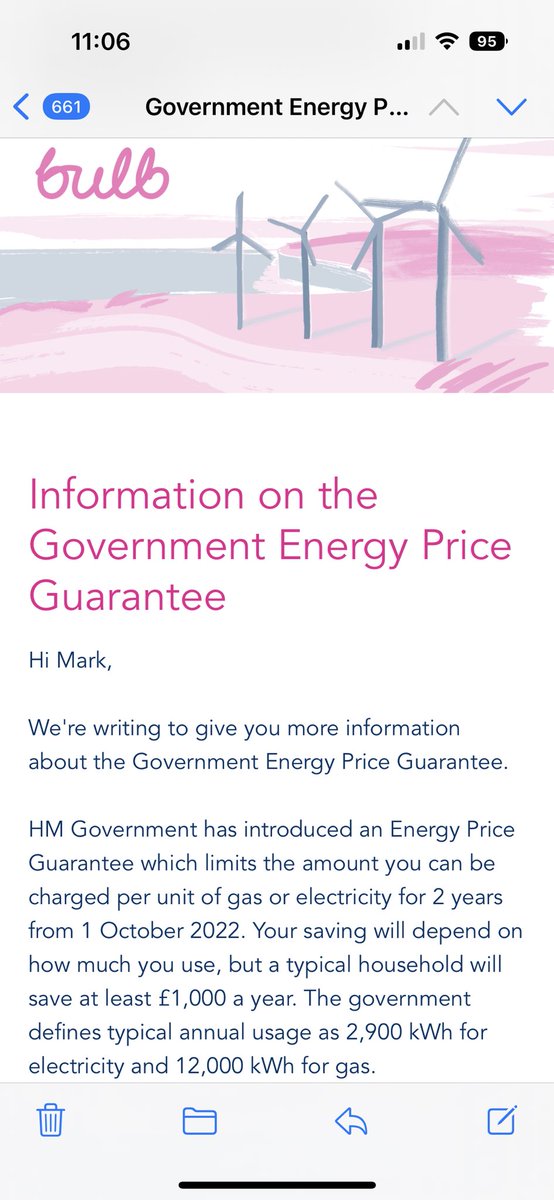 11:06
95
661
Government Energy P...
bulb
Information on the
Government Energy Price
Guarantee
Hi Mark,
We're writing to give you more information
about the Government Energy Price Guarantee.
HM Government has introduced an Energy Price
Guarantee which limits the amount you can be
charged per unit of gas or electricity for 2 years
from 1 October 2022. Your saving will depend on
how much you use, but a typical household will
save at least £1,000 a year. The government
defines typical annual usage as 2,900 kWh for
electricity and 12,000 kWh for gas.